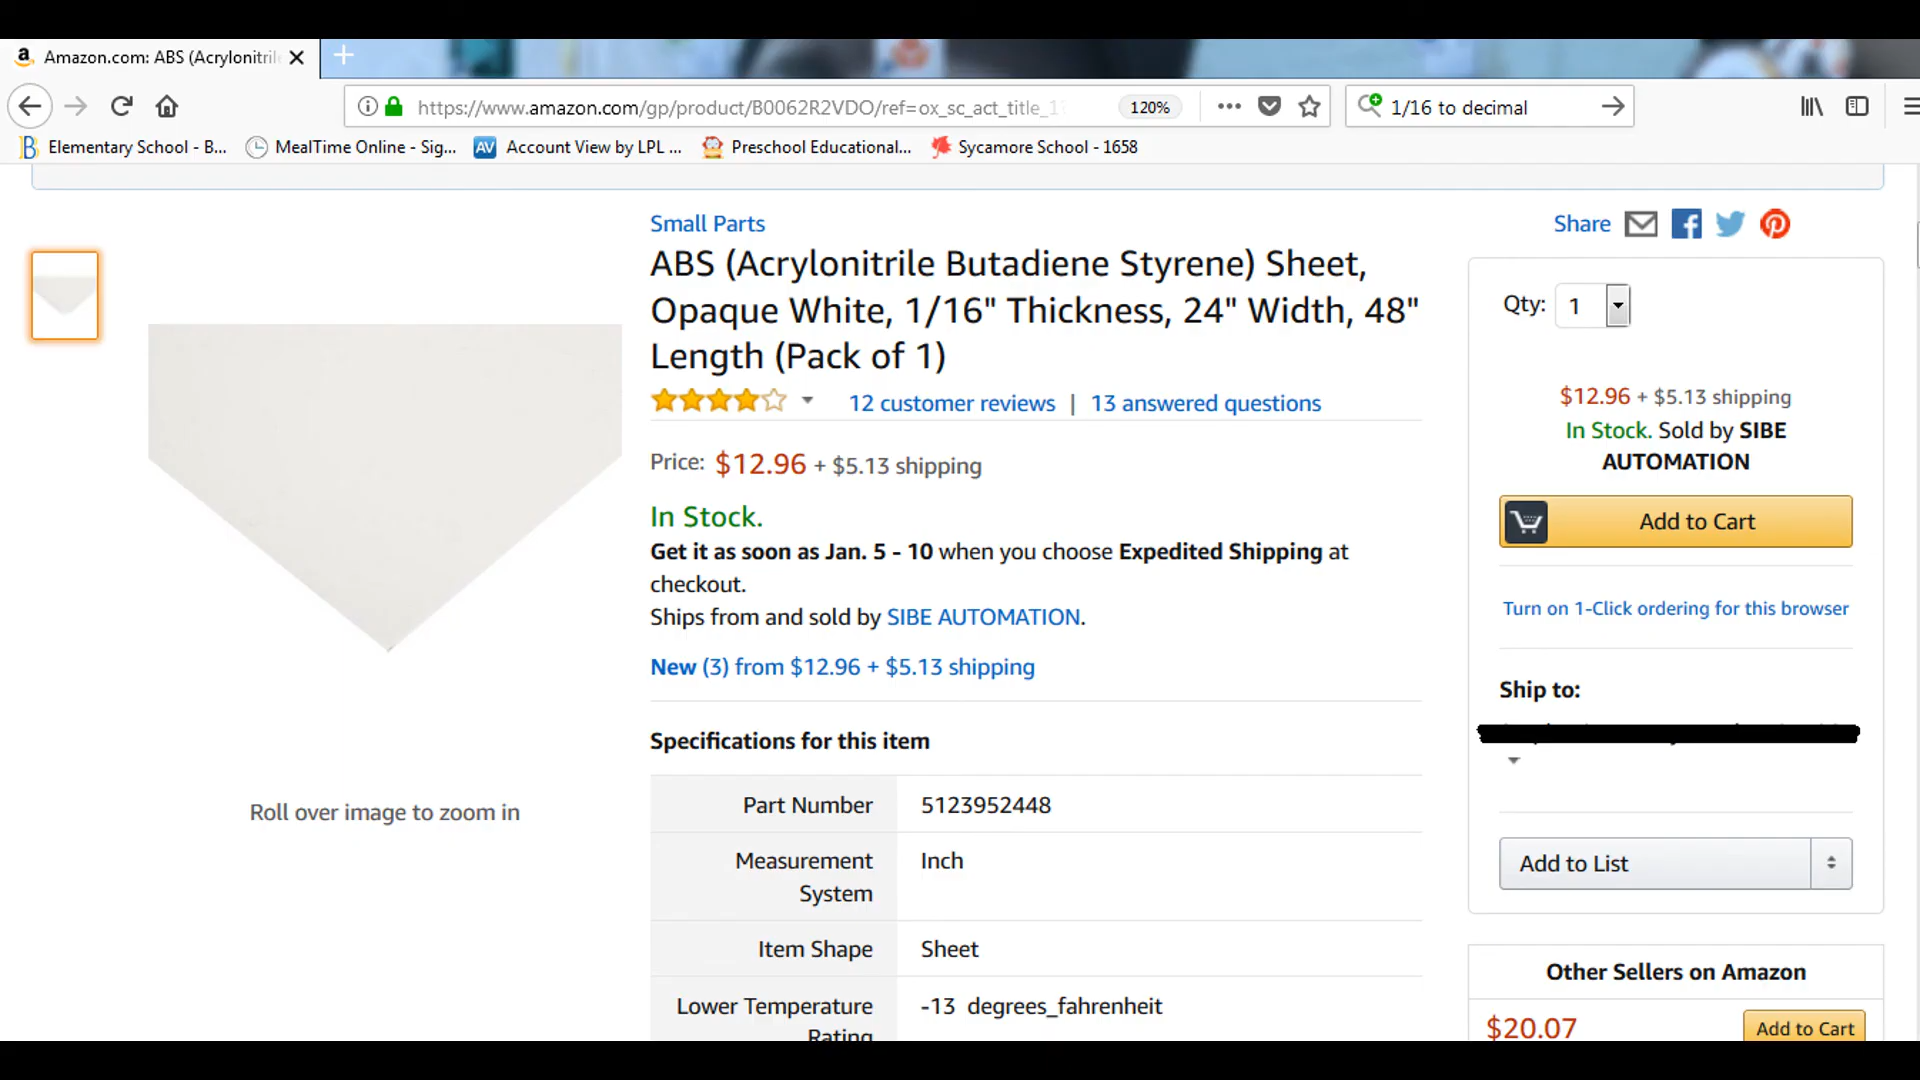 Amazon.com: ABS (Acrylonitril
https://www.amazon.com/gp/product/B0062R2VDO/ref=ox_sc_act_title_1
120%
1/16 to decimal
Elementary School - B...
MealTime Online - Sig...
AV Account View by LPL ...
Preschool Educational...
Sycamore School - 1658
Small Parts
Share
ABS (Acrylonitrile Butadiene Styrene) Sheet,
Opaque White, 1/16" Thickness, 24" Width, 48"
Length (Pack of 1)
12 customer reviews | 13 answered questions
Price: $12.96 + $5.13 shipping
In Stock.
Get it as soon as Jan. 5 - 10 when you choose Expedited Shipping at
checkout.
Ships from and sold by SIBE AUTOMATION.
New (3) from $12.96 + $5.13 shipping
Specifications for this item
Part Number 5123952448
Measurement Inch
System
Item Shape Sheet
Lower Temperature -13 degrees_fahrenheit
Rating
Roll over image to zoom in
Qty: 1
$12.96 + $5.13 shipping
In Stock. Sold by SIBE
AUTOMATION
Add to Cart
Turn on 1-Click ordering for this browser
Ship to:
Add to List
Other Sellers on Amazon
$20.07
Add to Cart